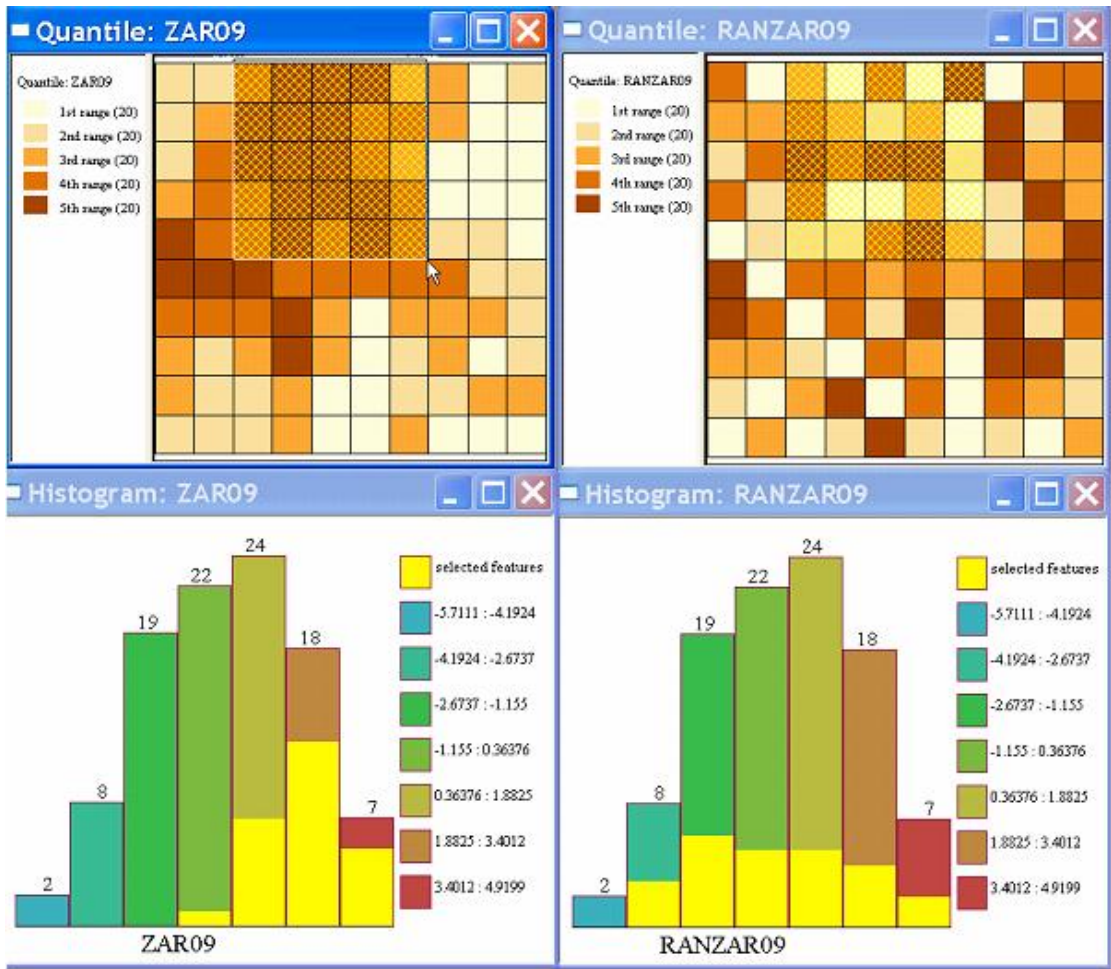 Quantile: ZAR09
Quantile: ZAR09
1st range (20)
2nd range (20)
3rd range (20)
4th range (20)
5th range (20)
Quantile: RANZAR09
Quantile: RANZAR09
1st range (20)
2nd range (20)
3rd range (20)
4th range (20)
5th range (20)
Histogram: ZAR09
2
8
19
22
24
18
7
selected features
-5.7111 : -4.1924
-4.1924 : -2.6737
-2.6737 : -1.155
-1.155 : 0.36376
0.36376 : 1.8825
1.8825 : 3.4012
3.4012 : 4.9199
ZAR09
Histogram: RANZAR09
2
8
19
22
24
18
7
selected features
-5.7111 : -4.1924
-4.1924 : -2.6737
-2.6737 : -1.155
-1.155 : 0.36376
0.36376 : 1.8825
1.8825 : 3.4012
3.4012 : 4.9199
RANZAR09